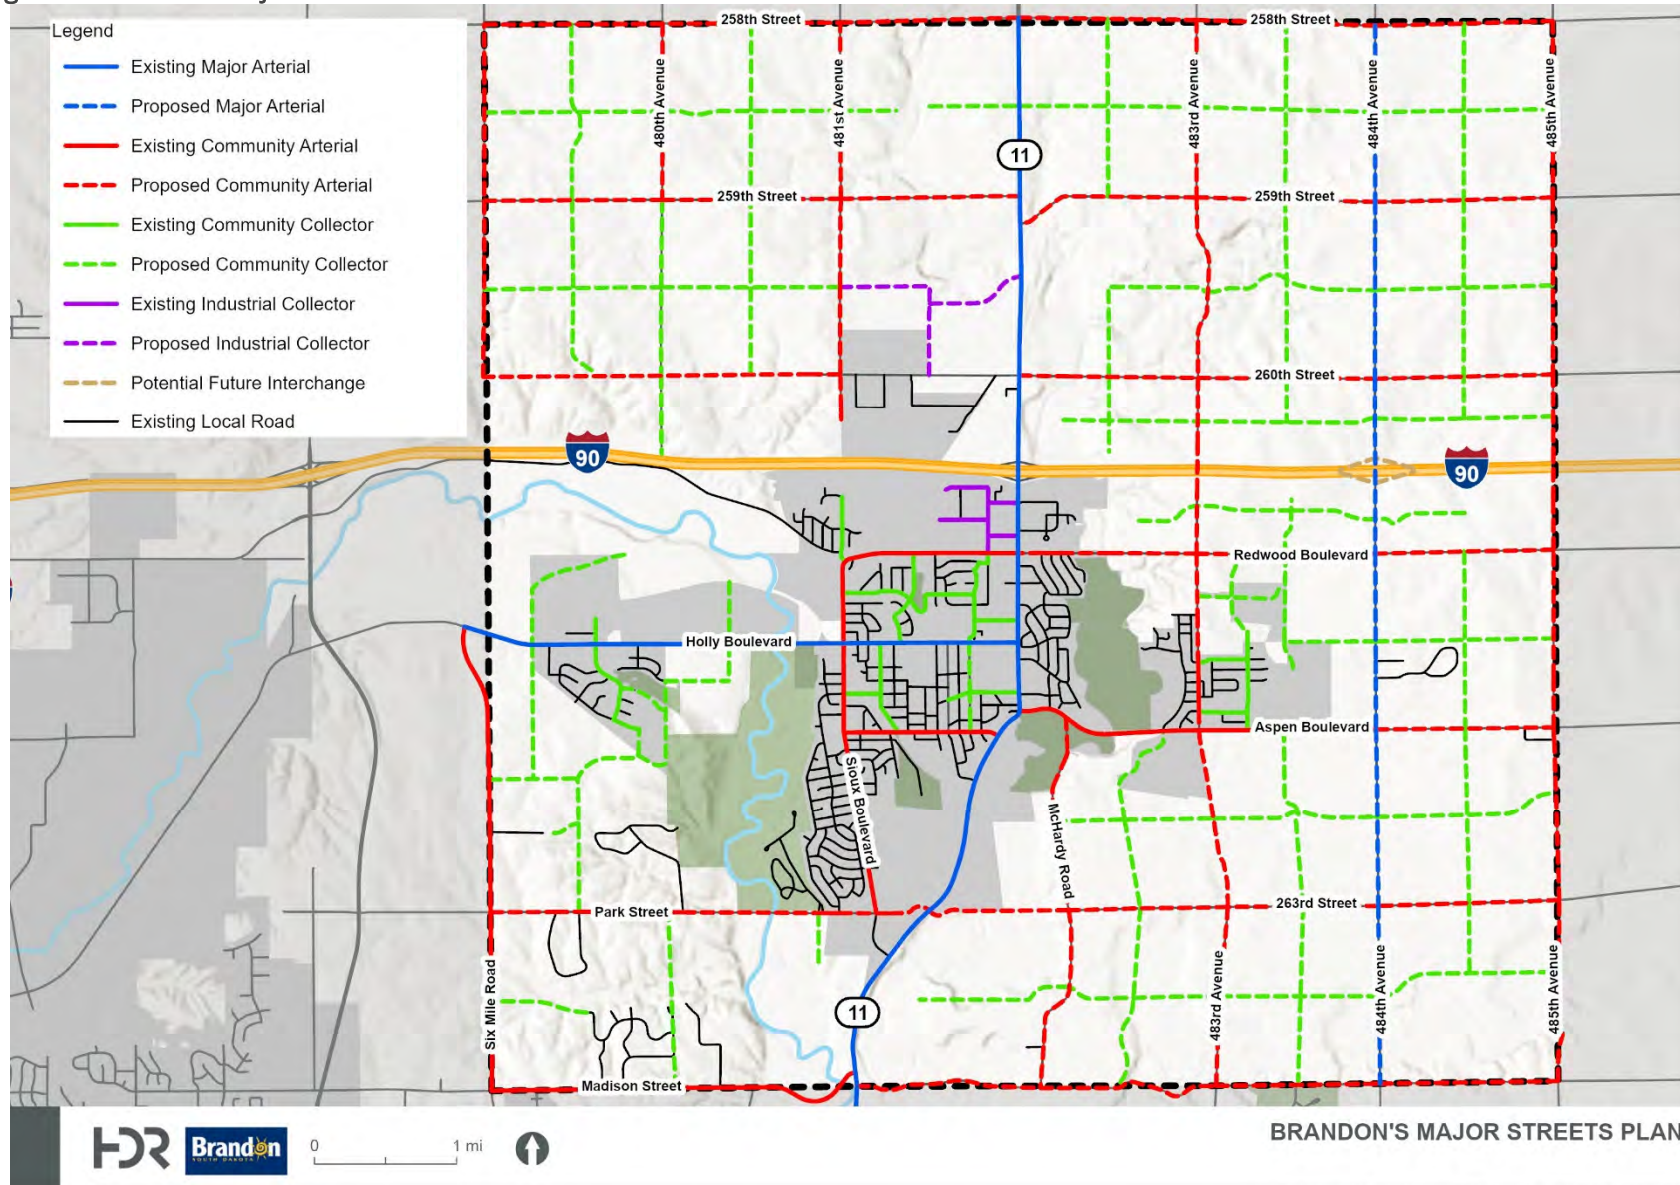 Legend
Existing Major Arterial
Proposed Major Arterial
Existing Community Arterial
Proposed Community Arterial
Existing Community Collector
Proposed Community Collector
Existing Industrial Collector
Proposed Industrial Collector
Potential Future Interchange
Existing Local Road
258th Street
258th Street
480th Avenue
481st Avenue
483rd Avenue
484th Avenue
485th Avenue
11
259th Street
259th Street
260th Street
90
90
Redwood Boulevard
Holly Boulevard
Aspen Boulevard
Sioux Boulevard
McHardy Road
Park Street
263rd Street
Six Mile Road
483rd Avenue
484th Avenue
485th Avenue
11
Madison Street
HDR
Brandon
SOUTH DAKOTA
0 1 mi
BRANDON'S MAJOR STREETS PLAN